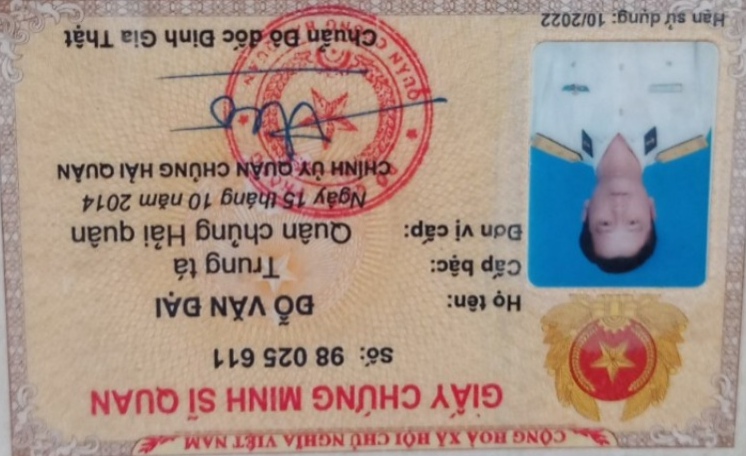 CỘNG HOÀ XÃ HỘI CHỦ NGHĨA VIỆT NAM
GIẤY CHỨNG MINH SĨ QUAN
Số: 98 025 611
Họ tên: ĐỖ VĂN ĐẠI
Cấp bậc: Trung tá
Đơn vị cấp: Quân chủng Hải quân
Ngày 15 tháng 10 năm 2014
CHÍNH ỦY QUÂN CHỦNG HẢI QUÂN
Chuẩn Đô đốc Đinh Gia Thật
Hạn sử dụng: 10/2022